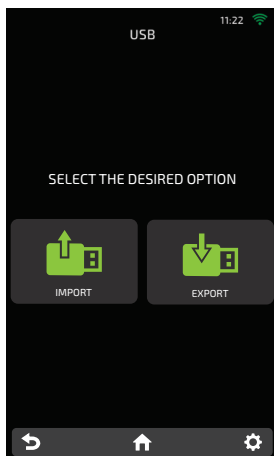 11:22
USB
SELECT THE DESIRED OPTION
IMPORT
EXPORT